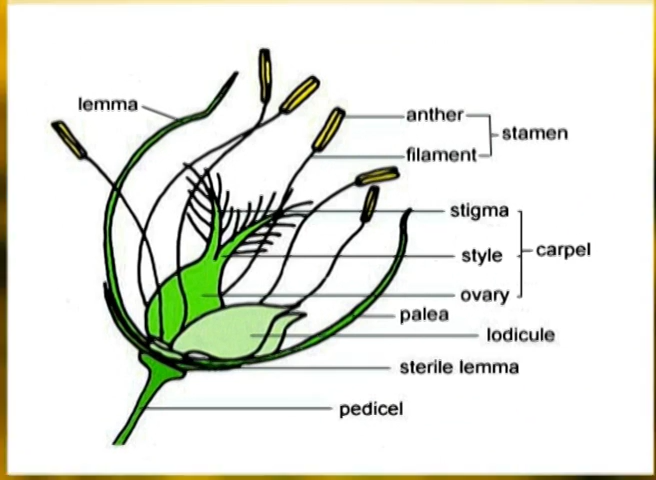 lemma
anther
stamen
filament
stigma
style
carpel
ovary
palea
lodicule
sterile lemma
pedicel